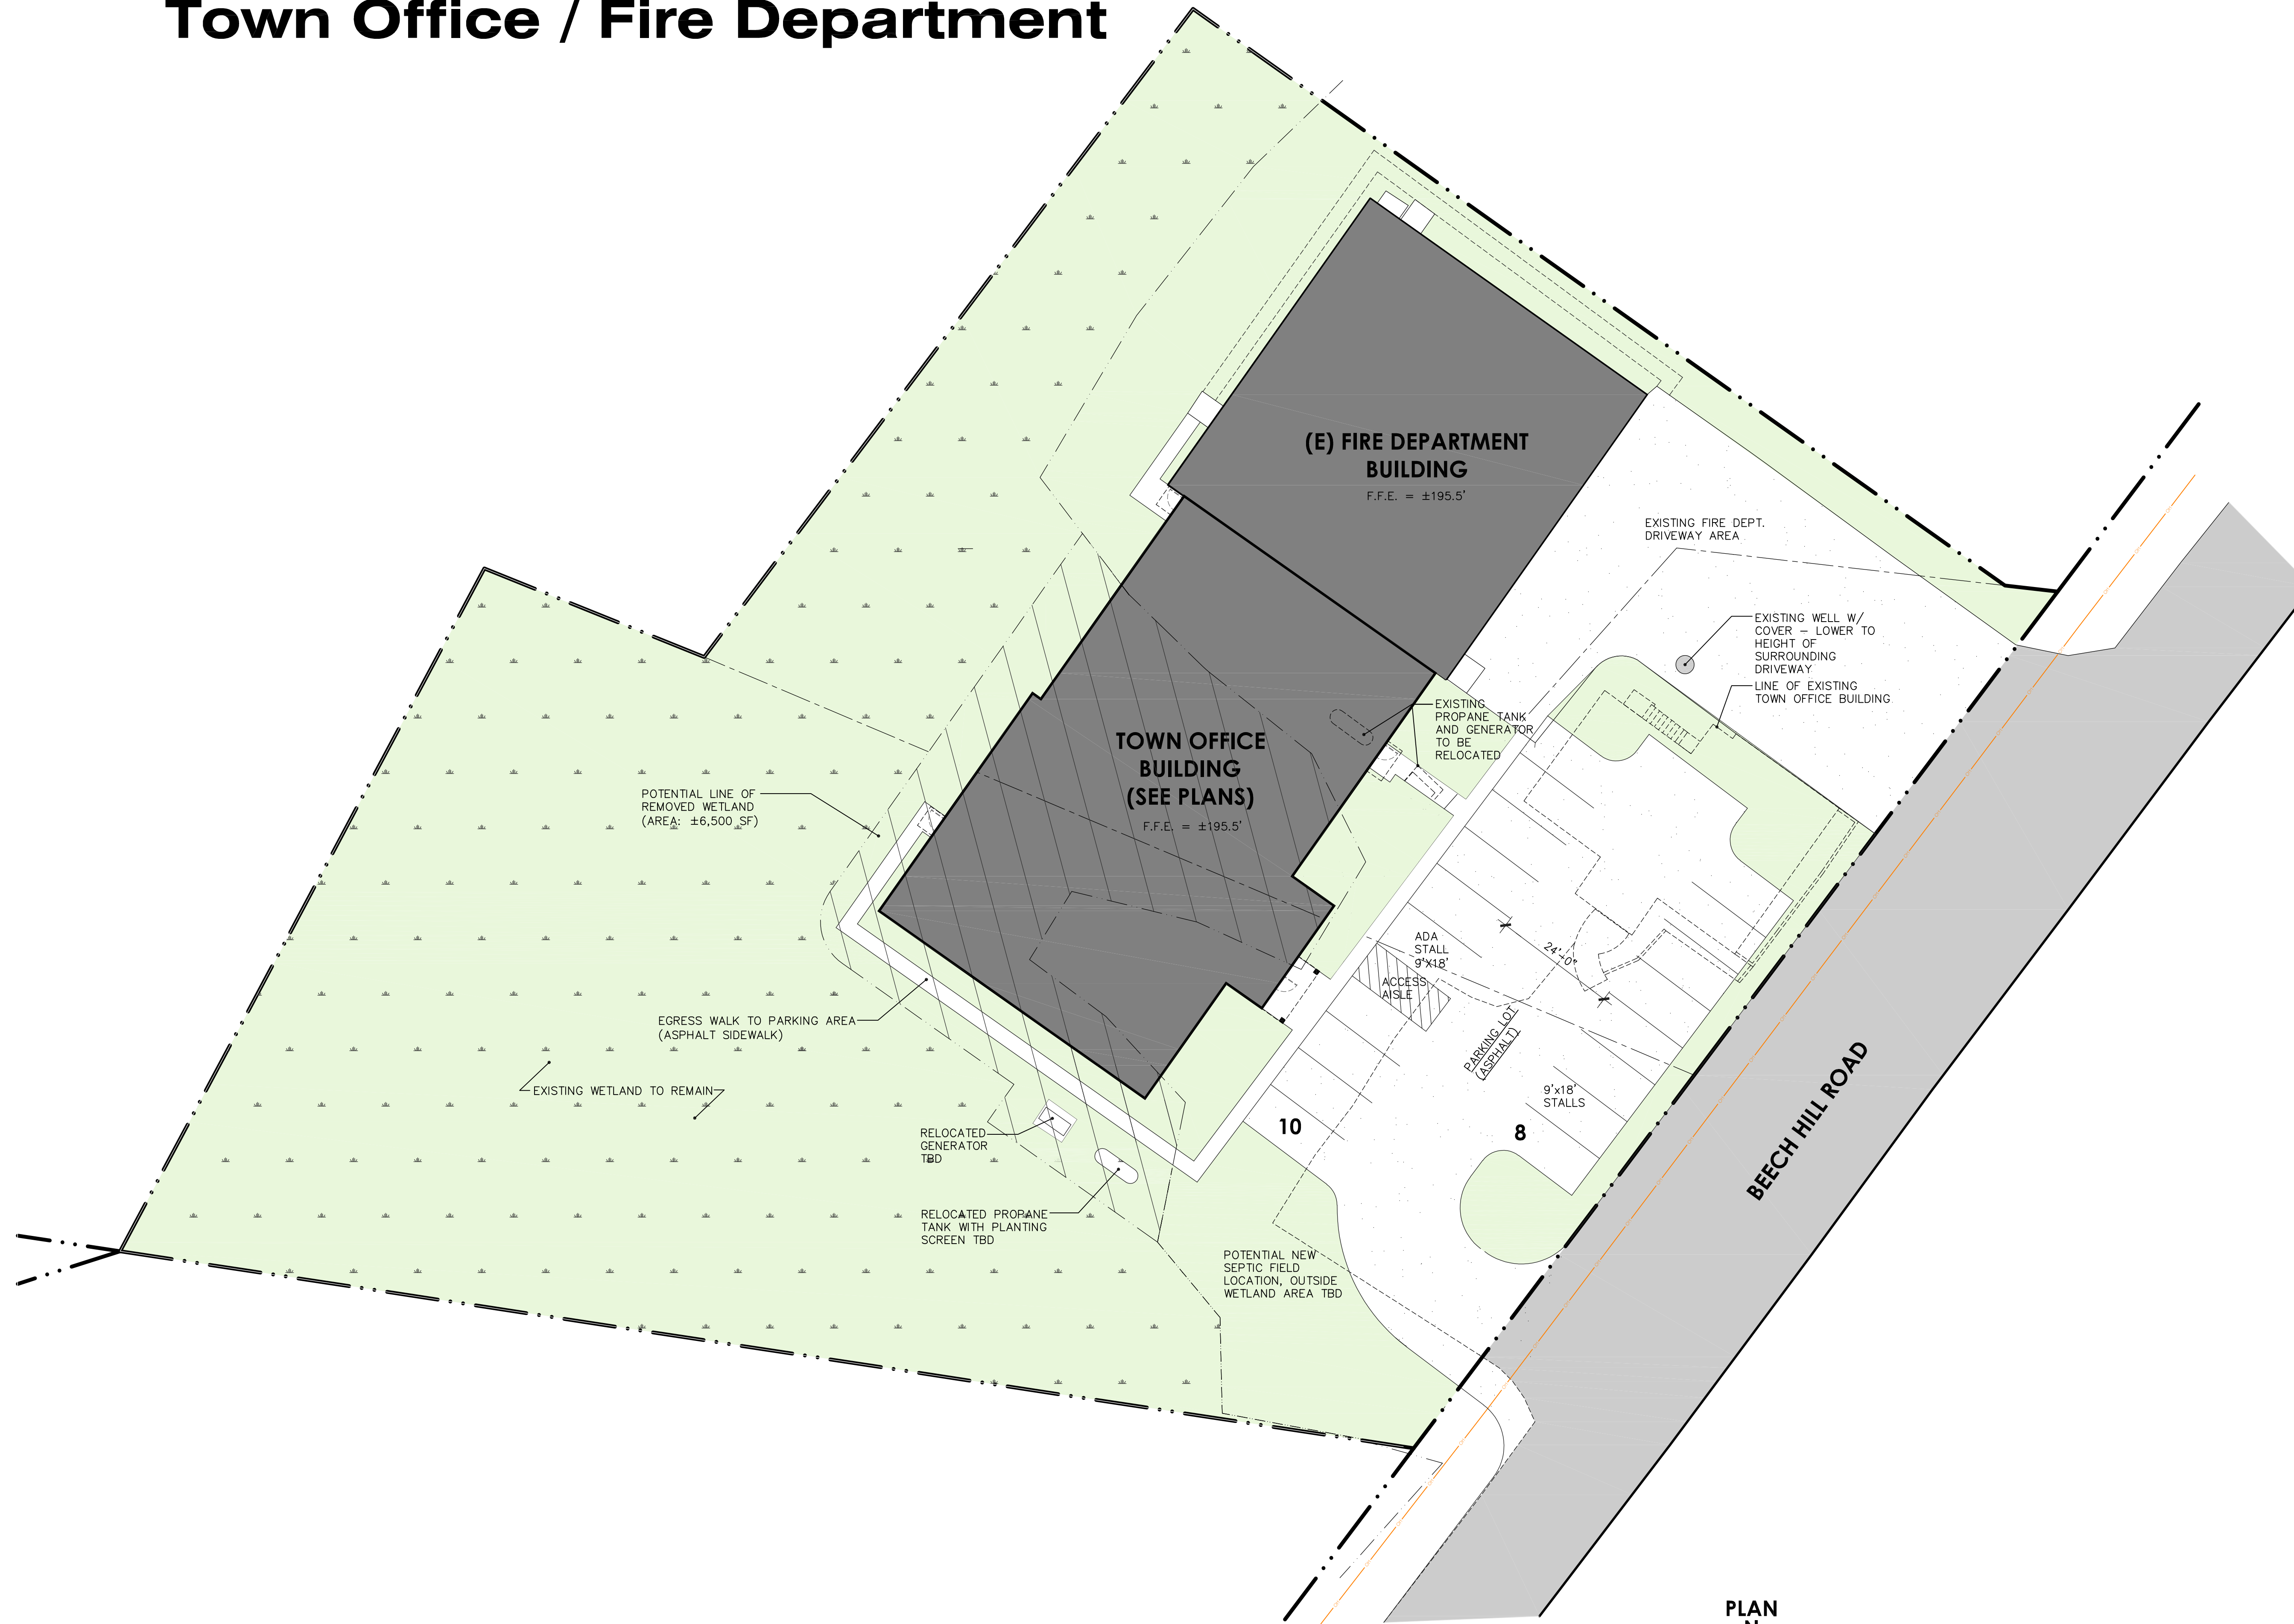 Town Office / Fire Department
(E) FIRE DEPARTMENT
BUILDING
F.F.E. = ±195.5'
EXISTING FIRE DEPT.
DRIVEWAY AREA
EXISTING WELL W/
COVER – LOWER TO
HEIGHT OF
SURROUNDING
DRIVEWAY
LINE OF EXISTING
TOWN OFFICE BUILDING
EXISTING
PROPANE TANK
AND GENERATOR
TO BE
RELOCATED
TOWN OFFICE
BUILDING
(SEE PLANS)
F.F.E. = ±195.5'
POTENTIAL LINE OF
REMOVED WETLAND
(AREA: ±6,500 SF)
ADA
STALL
9'X18'
ACCESS
AISLE
24'-0"
PARKING LOT
(ASPHALT)
EGRESS WALK TO PARKING AREA
(ASPHALT SIDEWALK)
EXISTING WETLAND TO REMAIN
9'x18'
STALLS
10
8
BEECH HILL ROAD
RELOCATED
GENERATOR
TBD
RELOCATED PROPANE
TANK WITH PLANTING
SCREEN TBD
POTENTIAL NEW
SEPTIC FIELD
LOCATION, OUTSIDE
WETLAND AREA TBD
PLAN